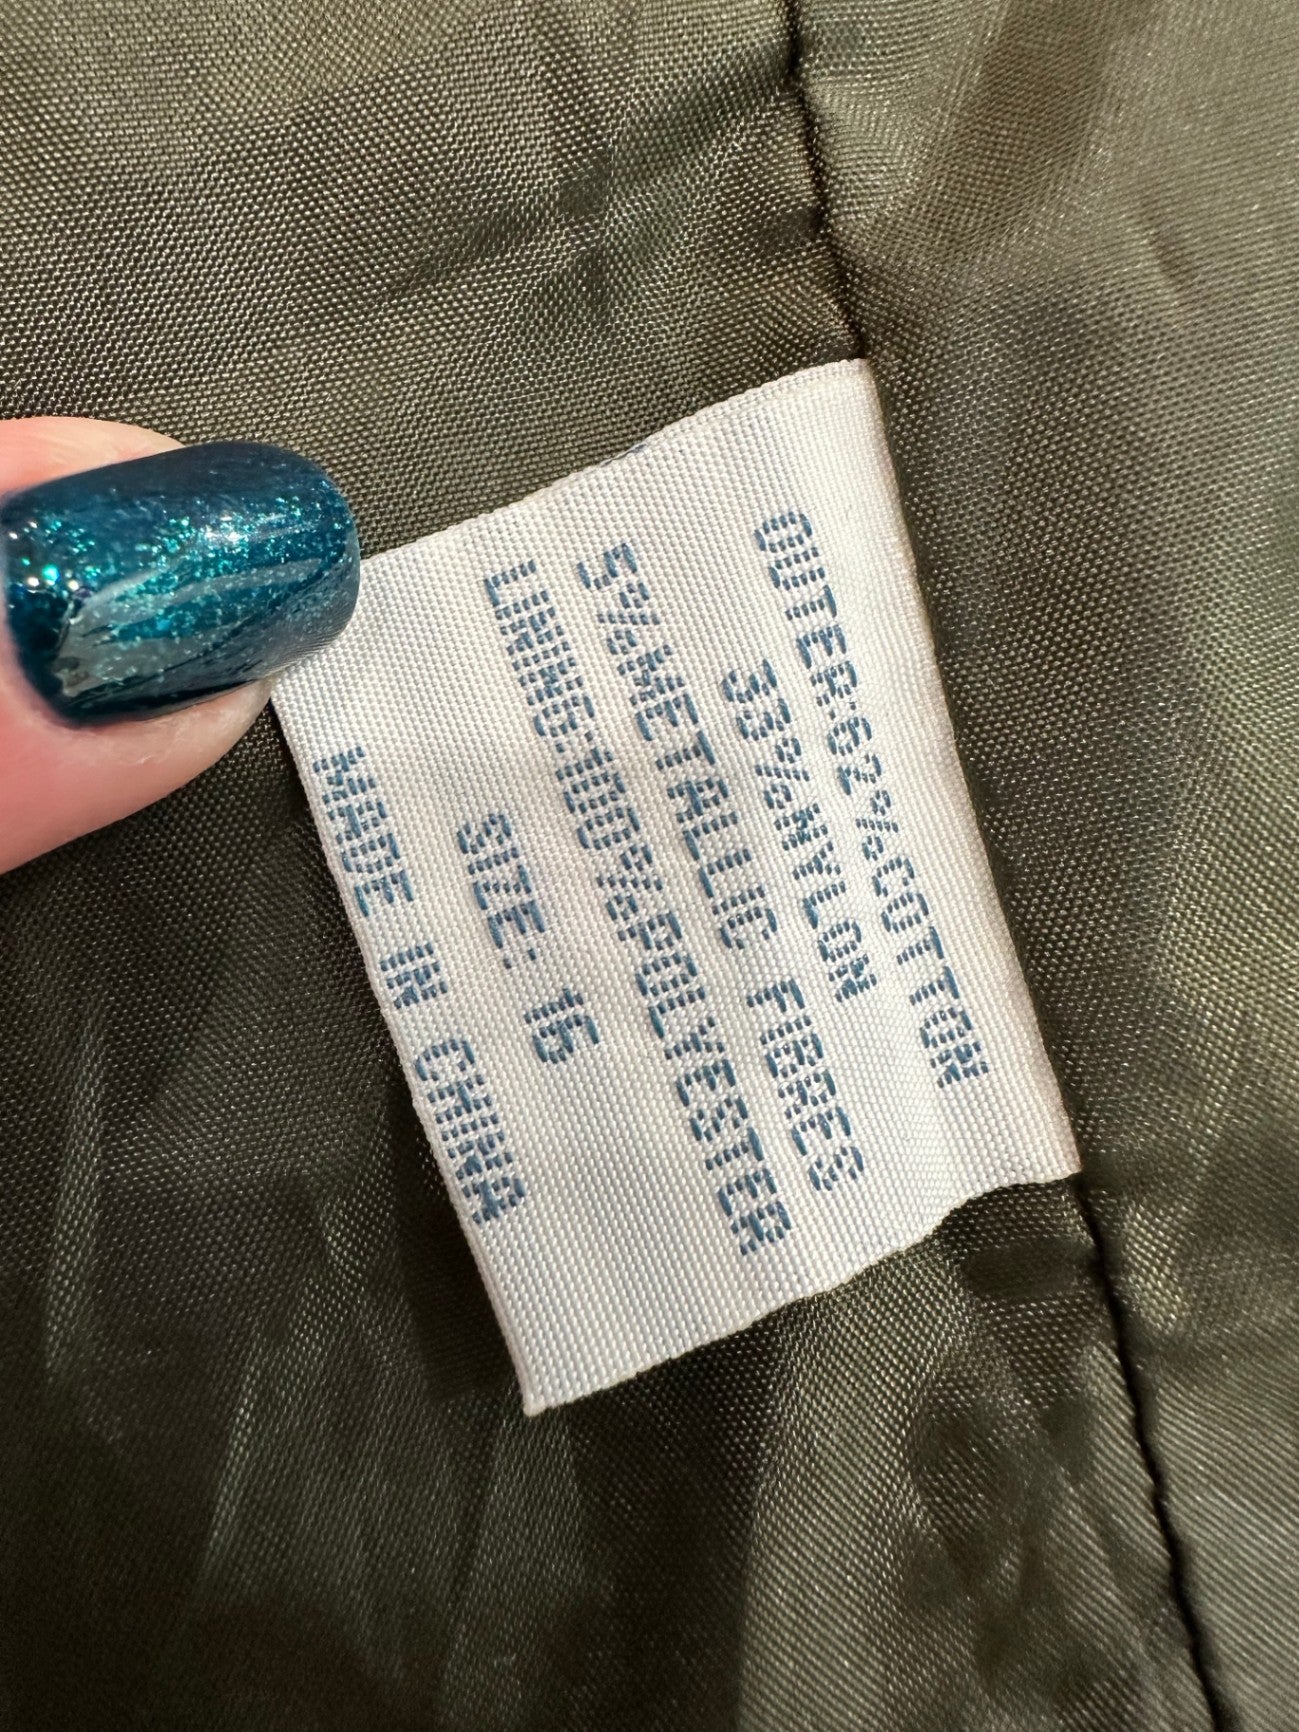 OUTER:62%COTTON
33%NYLON
5%METALLIC FIBRES
LINING:100%POLYESTER
SIZE: 16
MADE IN CHINA